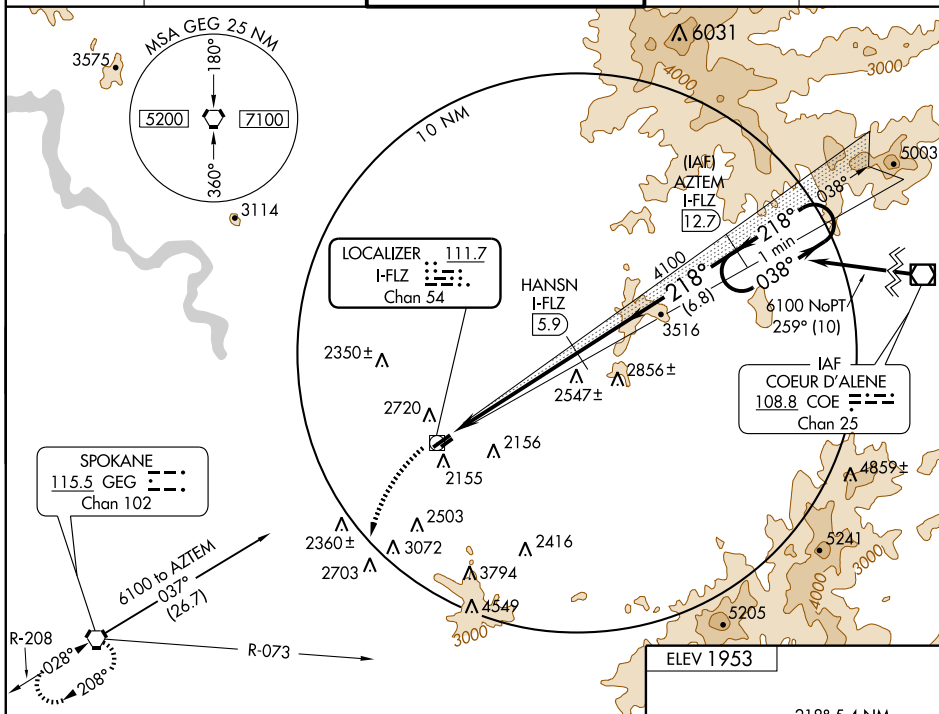 MSA GEG 25 NM
180°
5200
7100
360°
3575
3114
10 NM
6031
4000
3000
5003
(IAF)
AZTEM
I-FLZ
12.7
038°
218°
1 min
038°
4100
218°
(6.8)
HANSN
I-FLZ
5.9
3516
6100 NoPT
259° (10)
LOCALIZER 111.7
I-FLZ
Chan 54
IAF
COEUR D'ALENE
108.8 COE
Chan 25
2350±
2547±
2856±
2720
2156
2155
4859±
SPOKANE
115.5 GEG
Chan 102
2360±
2503
3072
2703
2416
3794
4549
3000
5241
3000
4000
5205
6100 to AZTEM
037°
(26.7)
R-208
028°
208°
R-073
ELEV 1953